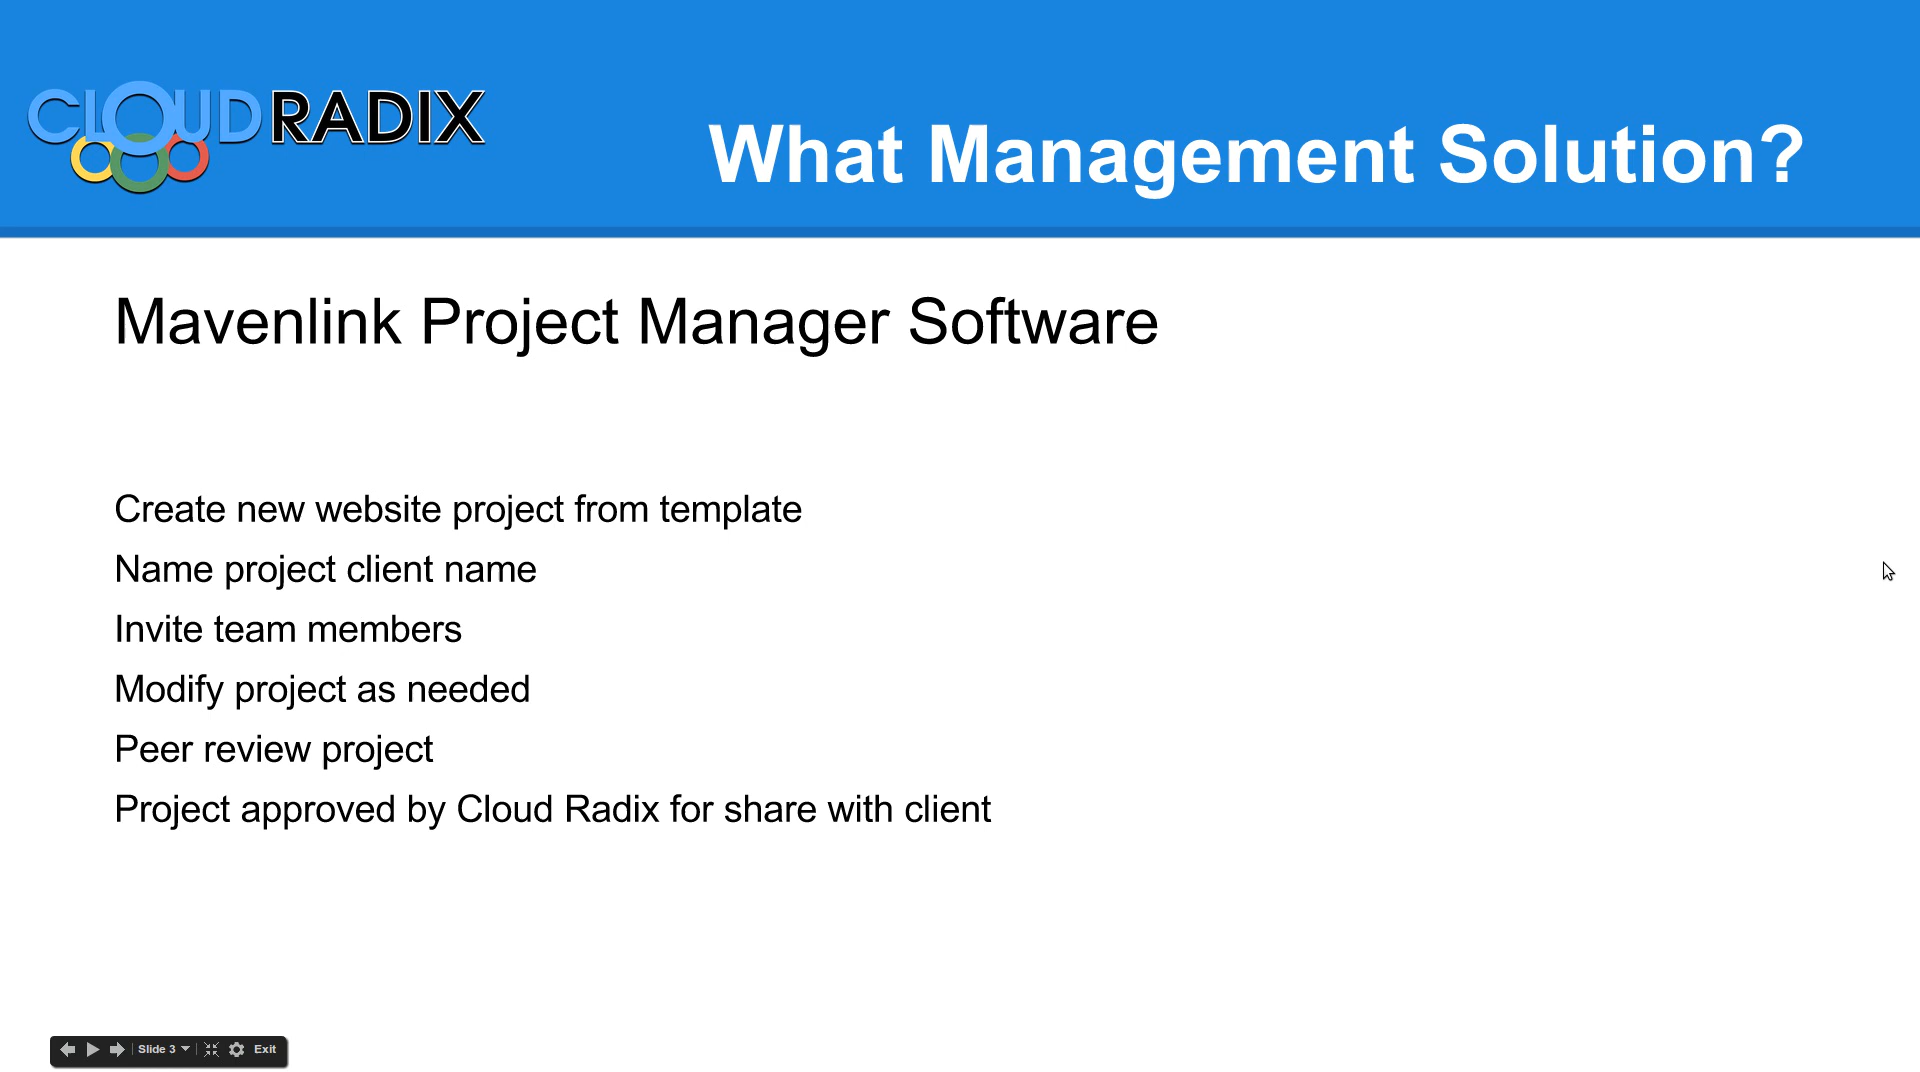 CLOUDRADIX
What Management Solution?
Mavenlink Project Manager Software
Create new website project from template
Name project client name
Invite team members
Modify project as needed
Peer review project
Project approved by Cloud Radix for share with client
Slide 3
Exit